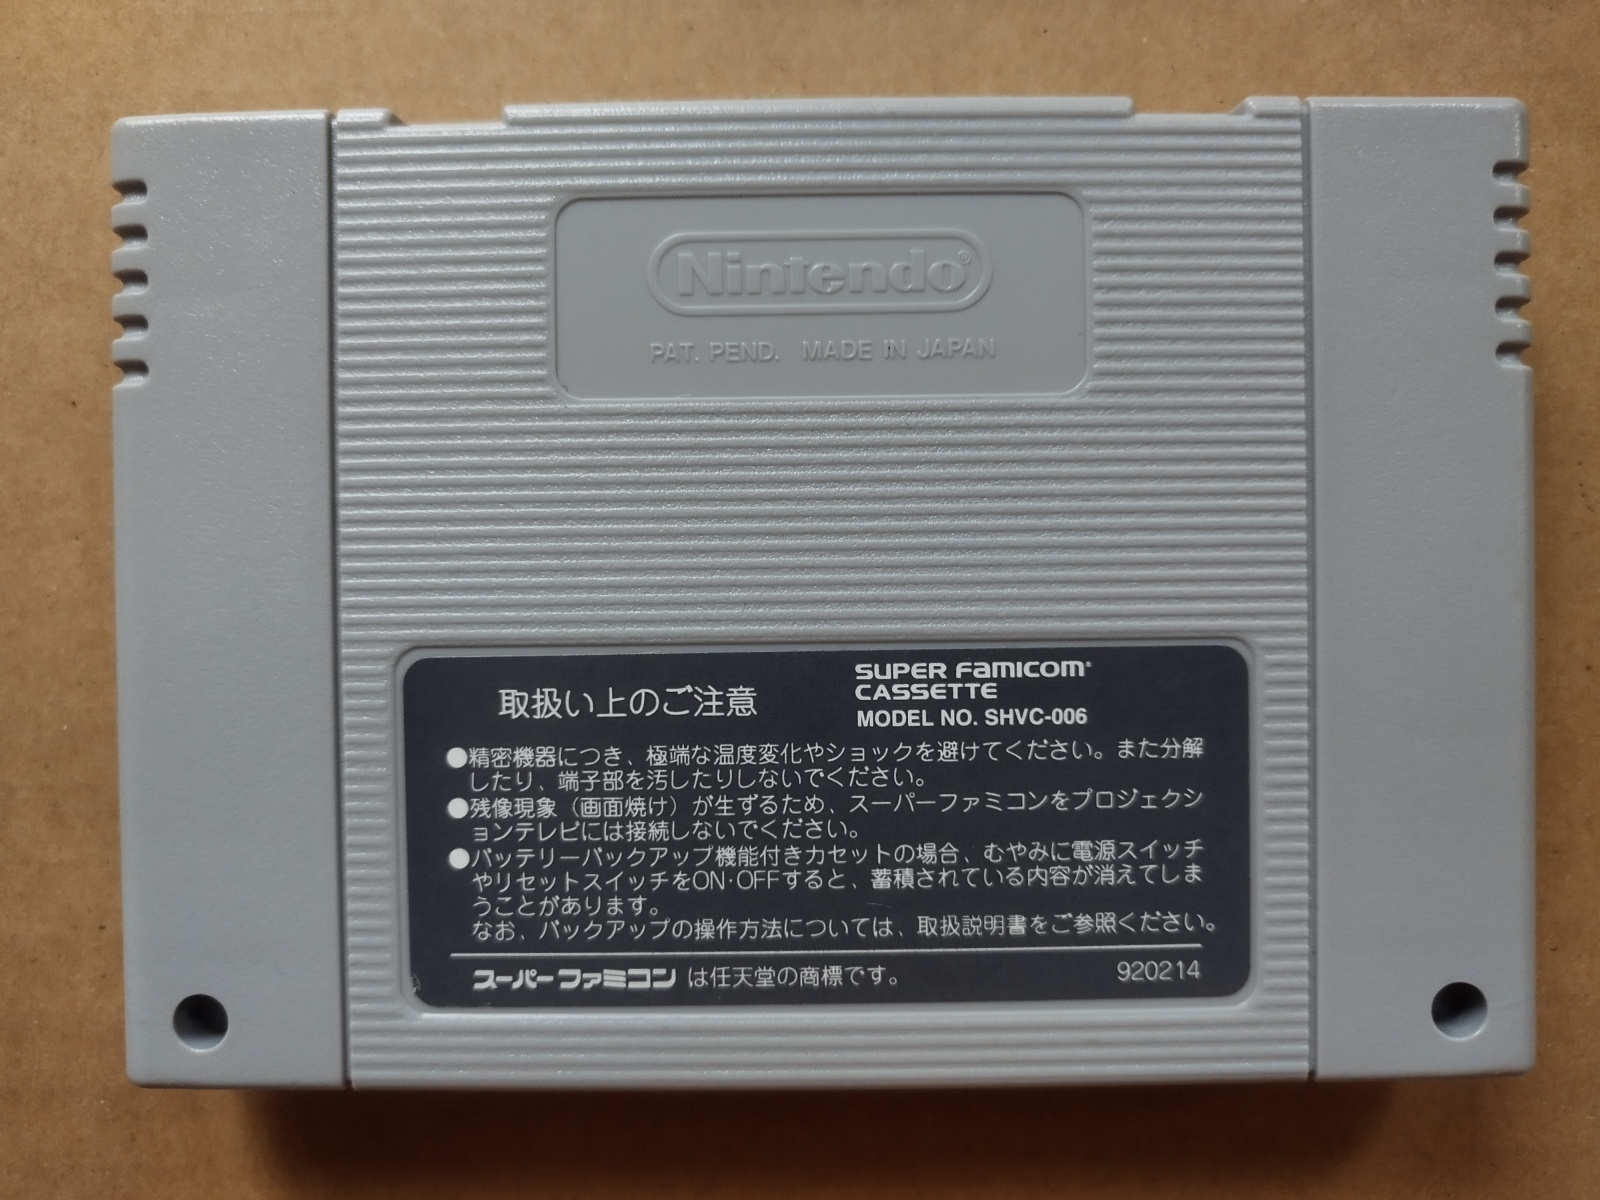 Nintendo®
PAT. PEND. MADE IN JAPAN
取扱い上のご注意
SUPER FAMICOM®
CASSETTE
MODEL NO. SHVC-006
●精密機器につき、極端な温度変化やショックを避けてください。また分解
したり、端子部を汚したりしないでください。
●残像現象（画面焼け）が生ずるため、スーパーファミコンをプロジェクシ
ョンテレビには接続しないでください。
●バッテリーバックアップ機能付きカセットの場合、むやみに電源スイッチ
やリセットスイッチをON・OFFすると、蓄積されている内容が消えてしま
うことがあります。
なお、バックアップの操作方法については、取扱説明書をご参照ください。
スーパーファミコン は任天堂の商標です。
920214